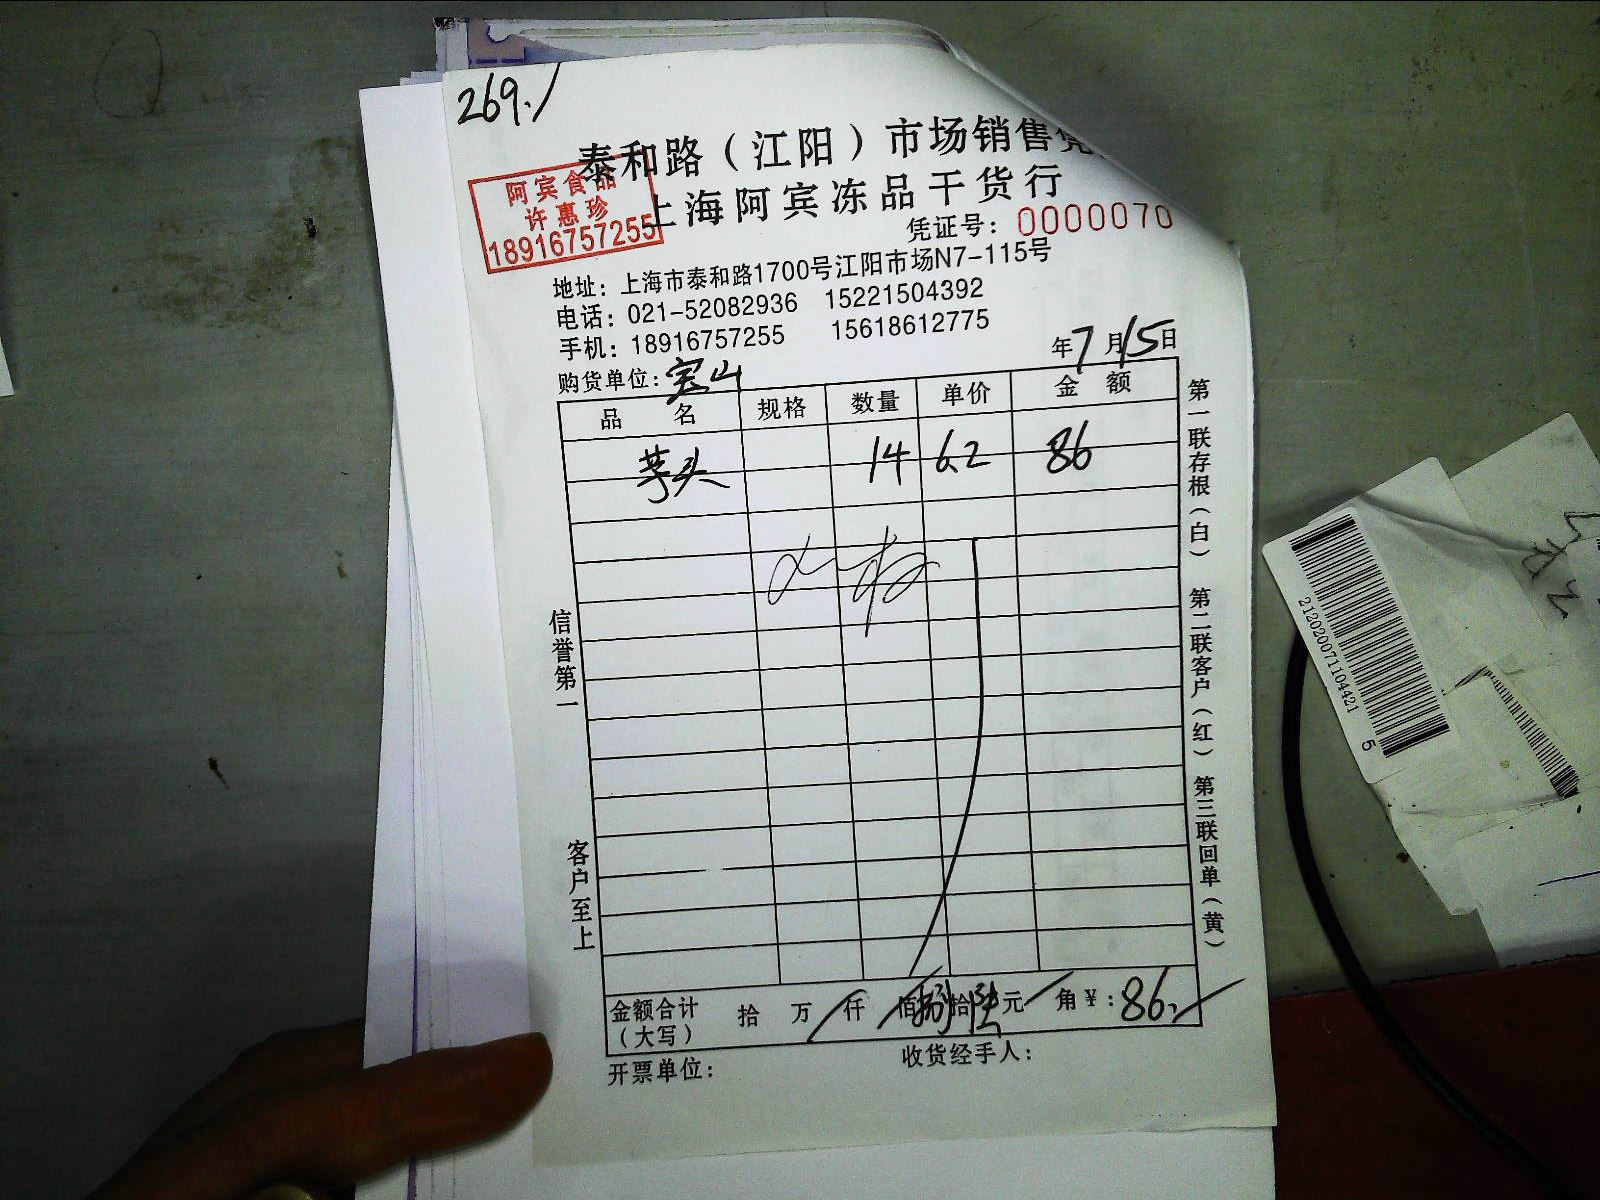 269./
泰和路（江阳）市场销售凭
上海阿宾冻品干货行
阿宾食品
许惠珍
18916757255
凭证号：0000070
地址：上海市泰和路1700号江阳市场N7-115号
电话：021-52082936 15221504392
手机：18916757255 15618612775
年7月15日
购货单位：宝山
品 名 规格 数量 单价 金 额
芋头 14 6.2 86
信誉第一
客户至上
第一联存根（白） 第二联客户（红） 第三联回单（黄）
金额合计（大写） 拾 万 仟 佰 捌拾陆元 角 ¥：86./
开票单位： 收货经手人：
2120200711044421
5